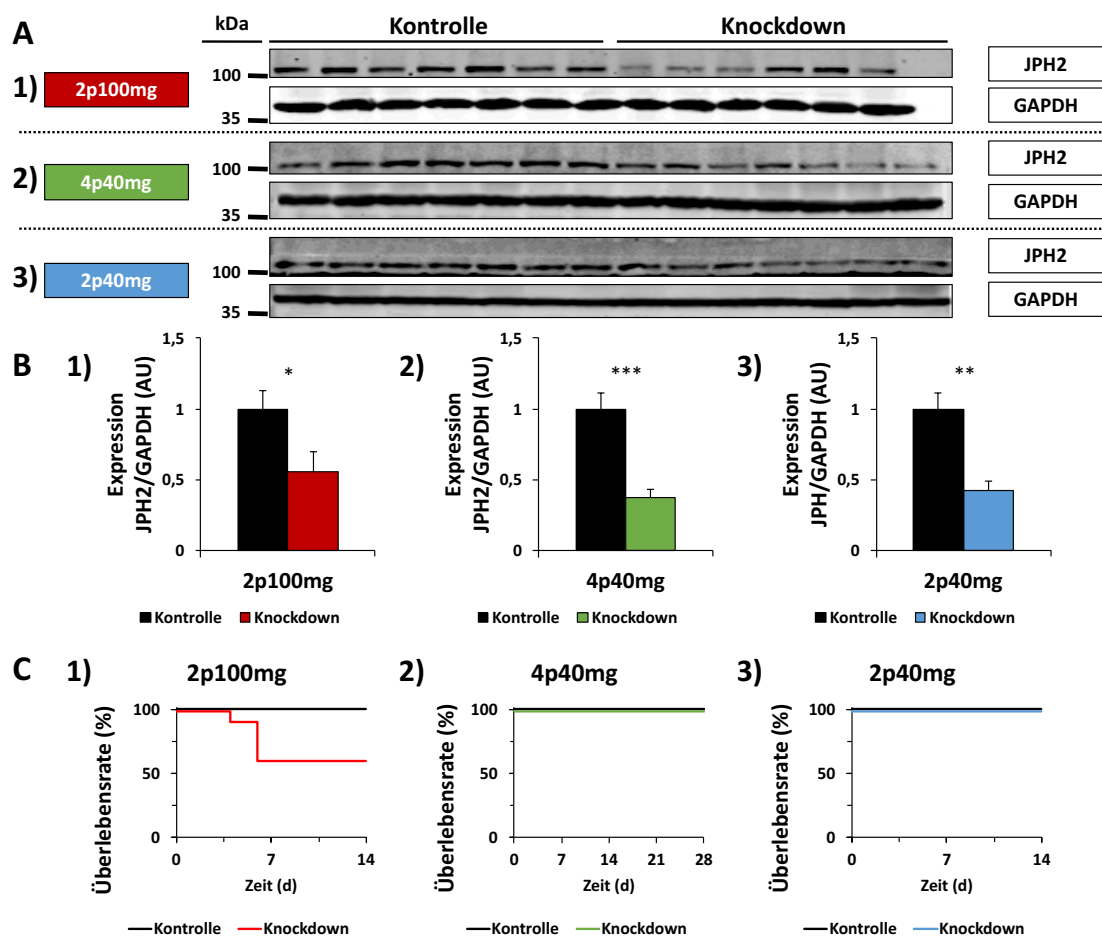 A
kDa
Kontrolle
Knockdown
1)
2p100mg
100
35
JPH2
GAPDH
2)
4p40mg
100
35
JPH2
GAPDH
3)
2p40mg
100
35
JPH2
GAPDH
B
1)
Expression
JPH2/GAPDH (AU)
1,5
1
0,5
0
*
2p100mg
Kontrolle Knockdown
2)
Expression
JPH2/GAPDH (AU)
1,5
1
0,5
0
***
4p40mg
Kontrolle Knockdown
3)
Expression
JPH/GAPDH (AU)
1,5
1
0,5
0
**
2p40mg
Kontrolle Knockdown
C
1)
2p100mg
Überlebensrate (%)
100
50
0
0 7 14
Zeit (d)
Kontrolle Knockdown
2)
4p40mg
Überlebensrate (%)
100
50
0
0 7 14 21 28
Zeit (d)
Kontrolle Knockdown
3)
2p40mg
Überlebensrate (%)
100
50
0
0 7 14
Zeit (d)
Kontrolle Knockdown